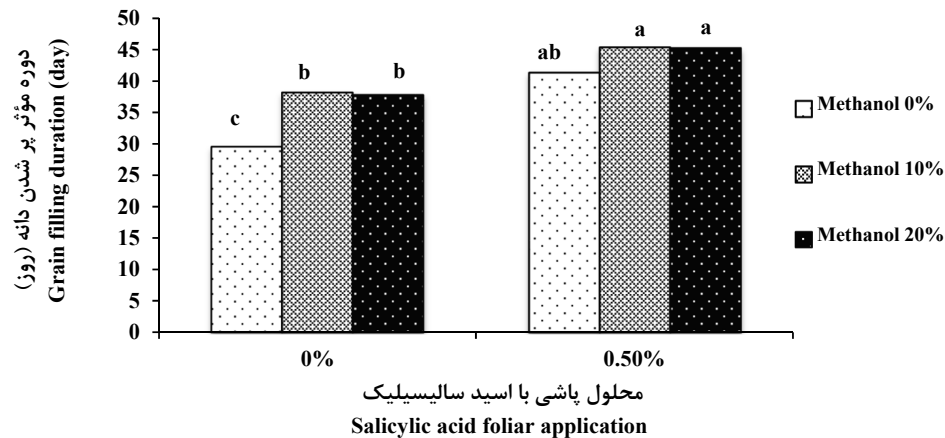 50
45
40
35
30
25
20
15
10
5
0
دوره مؤثر پر شدن دانه (روز)
Grain filling duration (day)
c
b
b
ab
a
a
0%
0.50%
محلول پاشی با اسید سالیسیلیک
Salicylic acid foliar application
Methanol 0%
Methanol 10%
Methanol 20%